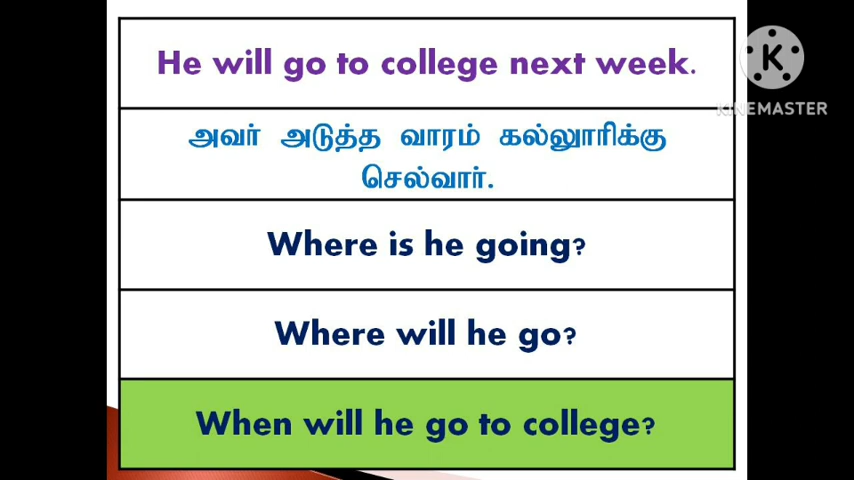 He will go to college next week.
அவர் அடுத்த வாரம் கல்லூரிக்கு
செல்வார்.
Where is he going?
Where will he go?
When will he go to college?
K
KINEMASTER